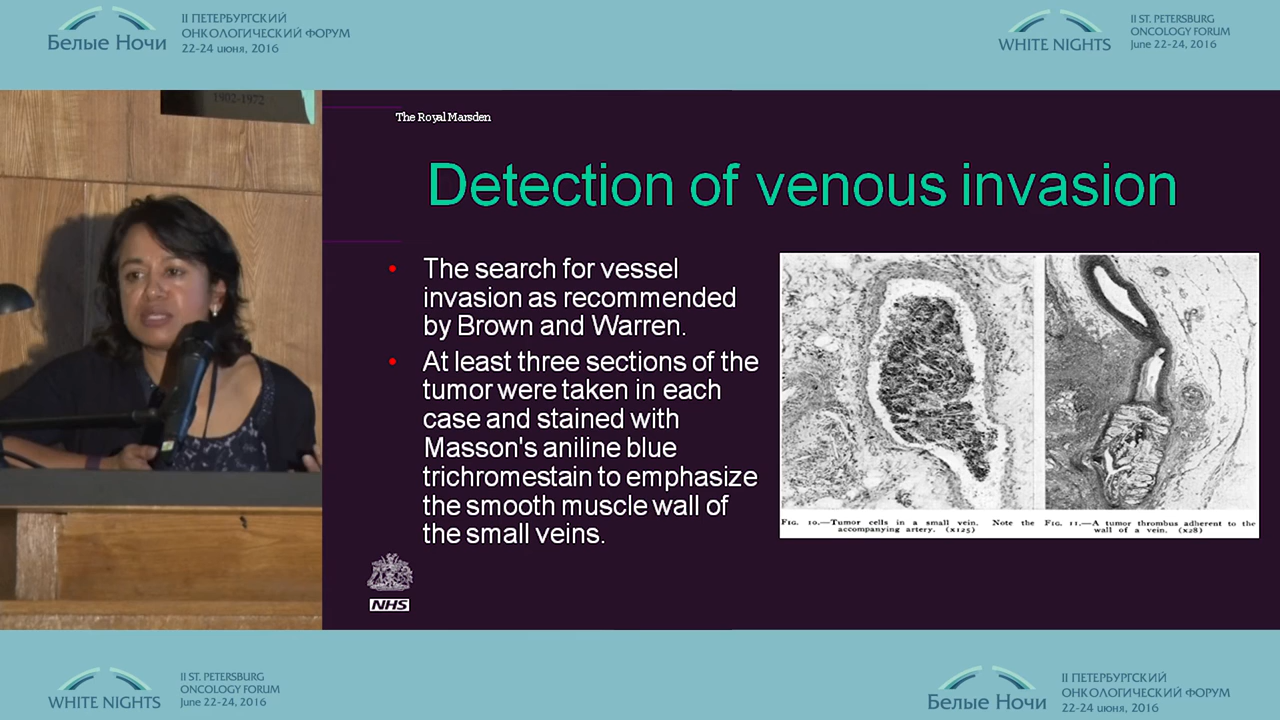 II ПЕТЕРБУРГСКИЙ
ОНКОЛОГИЧЕСКИЙ ФОРУМ
Белые Ночи
22-24 июня, 2016
II ST. PETERSBURG
ONCOLOGY FORUM
WHITE NIGHTS
June 22-24, 2016
1902-1972
The Royal Marsden
Detection of venous invasion
• The search for vessel
invasion as recommended
by Brown and Warren.
• At least three sections of the
tumor were taken in each
case and stained with
Masson's aniline blue
trichromestain to emphasize
the smooth muscle wall of
the small veins.
Fig. 10.—Tumor cells in a small vein. Note the
accompanying artery. (x125)
Fig. 11.—A tumor thrombus adherent to the
wall of a vein. (x28)
NHS
II ST. PETERSBURG
ONCOLOGY FORUM
WHITE NIGHTS
June 22-24, 2016
II ПЕТЕРБУРГСКИЙ
ОНКОЛОГИЧЕСКИЙ ФОРУМ
Белые Ночи
22-24 июня, 2016